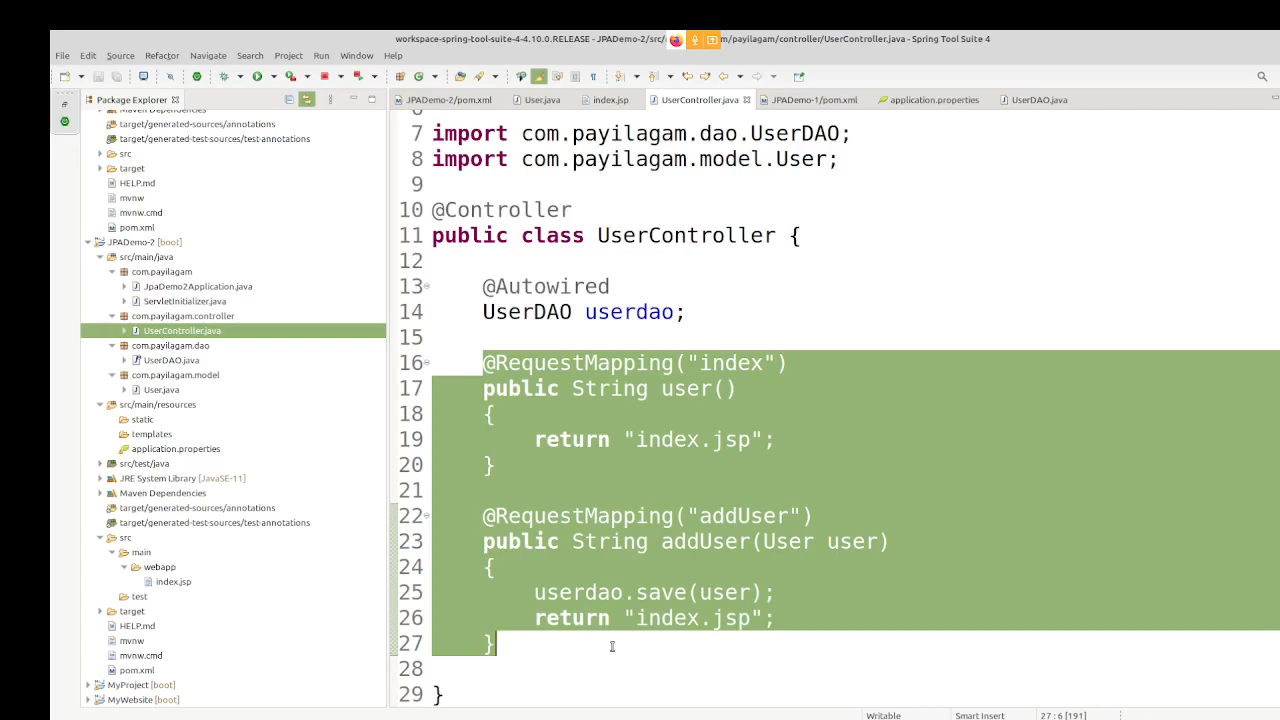 workspace-spring-tool-suite-4-4.10.0.RELEASE - JPADemo-2/src/ m/payilagam/controller/UserController.java - Spring Tool Suite 4
File Edit Source Refactor Navigate Search Project Run Window Help
Package Explorer
JPADemo-2/pom.xml User.java index.jsp UserController.java JPADemo-1/pom.xml application.properties UserDAO.java
Maven Dependencies
target/generated-sources/annotations
target/generated-test-sources/test-annotations
src
target
HELP.md
mvnw
mvnw.cmd
pom.xml
JPADemo-2 [boot]
src/main/java
com.payilagam
JpaDemo2Application.java
ServletInitializer.java
com.payilagam.controller
UserController.java
com.payilagam.dao
UserDAO.java
com.payilagam.model
User.java
src/main/resources
static
templates
application.properties
src/test/java
JRE System Library [JavaSE-11]
Maven Dependencies
target/generated-sources/annotations
target/generated-test-sources/test-annotations
src
main
webapp
index.jsp
test
target
HELP.md
mvnw
mvnw.cmd
pom.xml
MyProject [boot]
MyWebsite [boot]
7 import com.payilagam.dao.UserDAO;
8 import com.payilagam.model.User;
9
10 @Controller
11 public class UserController {
12
13 @Autowired
14 UserDAO userdao;
15
16 @RequestMapping("index")
17 public String user()
18 {
19 return "index.jsp";
20 }
21
22 @RequestMapping("addUser")
23 public String addUser(User user)
24 {
25 userdao.save(user);
26 return "index.jsp";
27 }
28
29 }
Writable Smart Insert 27 : 6 [191]